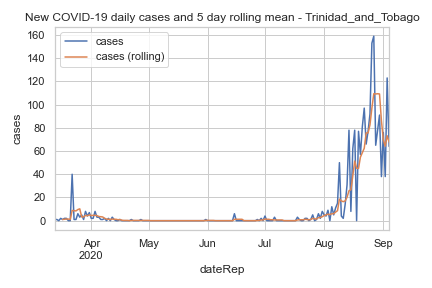 New COVID-19 daily cases and 5 day rolling mean - Trinidad_and_Tobago
cases
cases (rolling)
160
140
120
100
80
60
40
20
0
cases
Apr
2020
May
Jun
Jul
Aug
Sep
dateRep